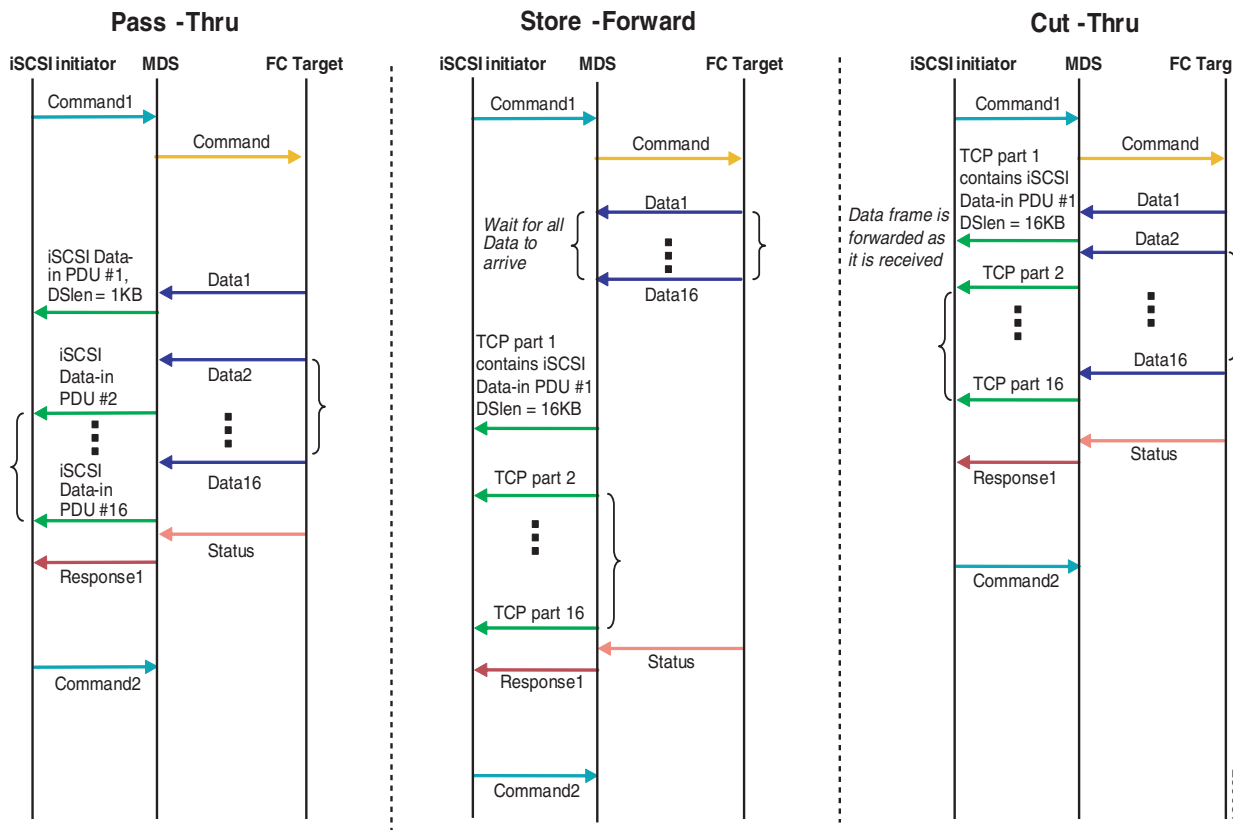 Pass -Thru
iSCSI initiator
MDS
FC Target
Command1
Command
iSCSI Data-
in PDU #1,
DSlen = 1KB
Data1
iSCSI
Data-in
PDU #2
Data2
iSCSI
Data-in
PDU #16
Data16
Status
Response1
Command2
Store -Forward
iSCSI initiator
MDS
FC Target
Command1
Command
Wait for all
Data to
arrive
Data1
Data16
TCP part 1
contains iSCSI
Data-in PDU #1
DSlen = 16KB
TCP part 2
TCP part 16
Status
Response1
Command2
Cut -Thru
iSCSI initiator
MDS
FC Targ
Command1
Command
TCP part 1
contains iSCSI
Data-in PDU #1
DSlen = 16KB
Data1
Data frame is
forwarded as
it is received
Data2
TCP part 2
Data16
TCP part 16
Status
Response1
Command2